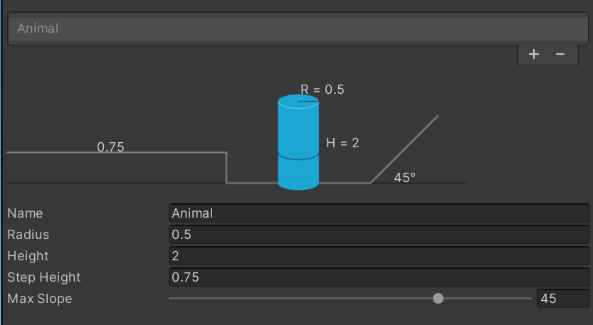 Animal
+ −
R = 0.5
0.75
H = 2
45°
Name Animal
Radius 0.5
Height 2
Step Height 0.75
Max Slope 45